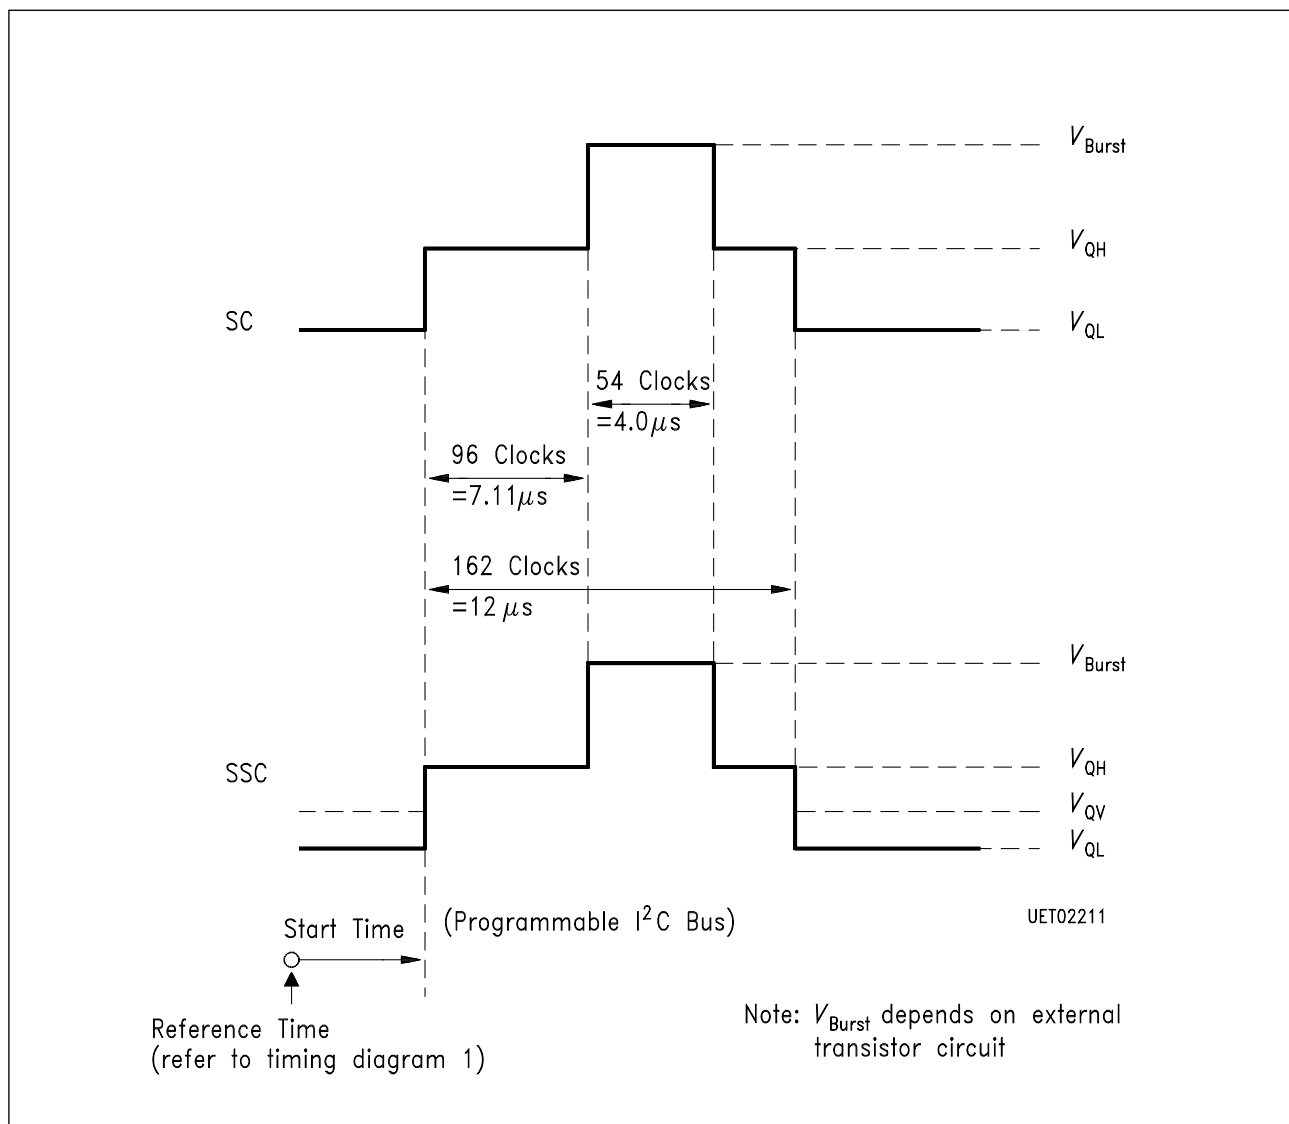 V_Burst
V_QH
SC
V_QL
54 Clocks
=4.0μs
96 Clocks
=7.11μs
162 Clocks
=12 μs
V_Burst
SSC
V_QH
V_QV
V_QL
(Programmable I²C Bus)
UET02211
Start Time
Reference Time
(refer to timing diagram 1)
Note: V_Burst depends on external
transistor circuit